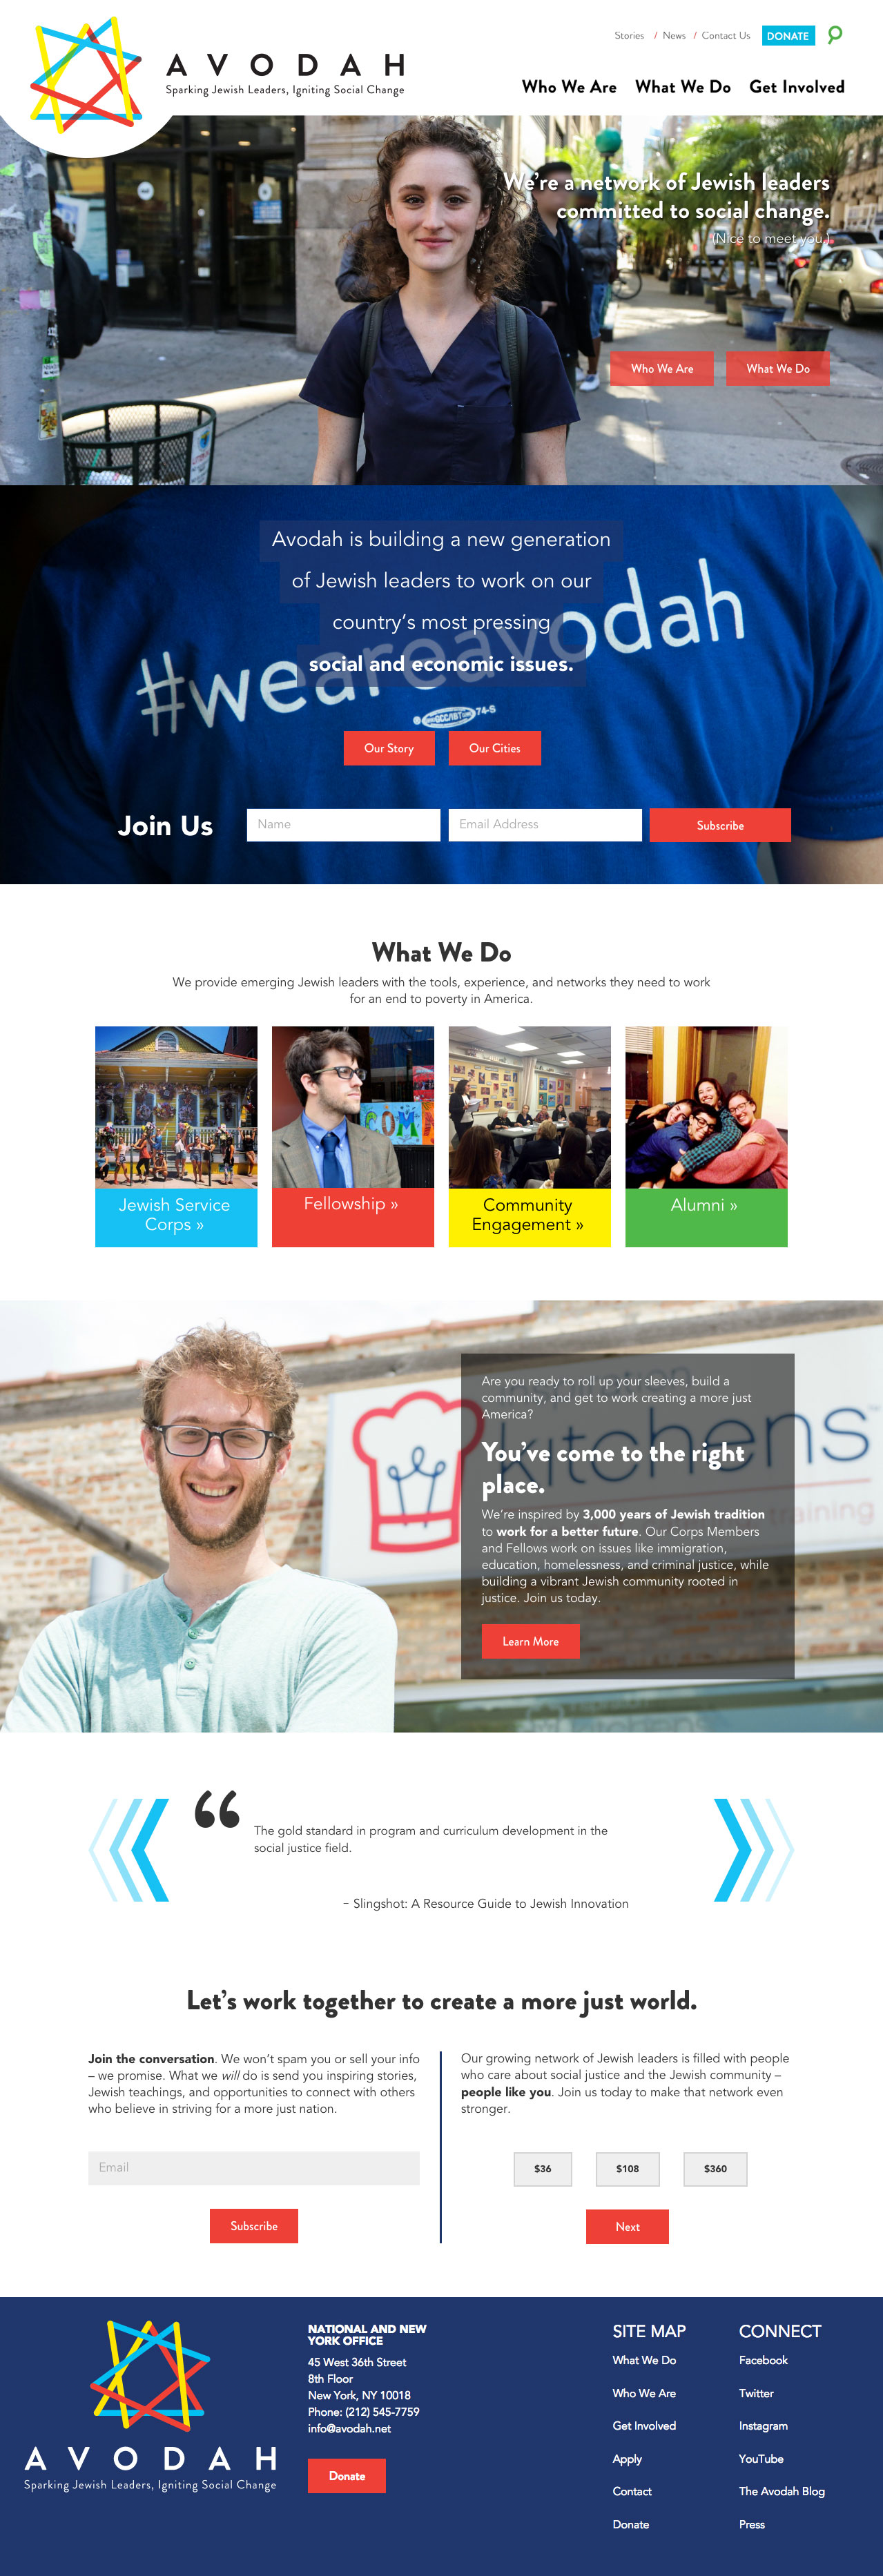 Stories / News / Contact Us DONATE
AVODAH
Sparking Jewish Leaders, Igniting Social Change
Who We Are What We Do Get Involved
We're a network of Jewish leaders
committed to social change.
(Nice to meet you.)
Who We Are What We Do
Avodah is building a new generation
of Jewish leaders to work on our
country's most pressing
social and economic issues.
#weareavodah
Our Story Our Cities
Join Us Name Email Address Subscribe
What We Do
We provide emerging Jewish leaders with the tools, experience, and networks they need to work
for an end to poverty in America.
COM
Jewish Service
Corps »
Fellowship »
Community
Engagement »
Alumni »
Are you ready to roll up your sleeves, build a
community, and get to work creating a more just
America?
You've come to the right
place.
We're inspired by 3,000 years of Jewish tradition
to work for a better future. Our Corps Members
and Fellows work on issues like immigration,
education, homelessness, and criminal justice, while
building a vibrant Jewish community rooted in
justice. Join us today.
Learn More
kitchens
training
“
The gold standard in program and curriculum development in the
social justice field.
– Slingshot: A Resource Guide to Jewish Innovation
Let's work together to create a more just world.
Join the conversation. We won't spam you or sell your info
– we promise. What we will do is send you inspiring stories,
Jewish teachings, and opportunities to connect with others
who believe in striving for a more just nation.
Email
Subscribe
Our growing network of Jewish leaders is filled with people
who care about social justice and the Jewish community –
people like you. Join us today to make that network even
stronger.
$36 $108 $360
Next
AVODAH
Sparking Jewish Leaders, Igniting Social Change
NATIONAL AND NEW
YORK OFFICE
45 West 36th Street
8th Floor
New York, NY 10018
Phone: (212) 545-7759
info@avodah.net
Donate
SITE MAP
What We Do
Who We Are
Get Involved
Apply
Contact
Donate
CONNECT
Facebook
Twitter
Instagram
YouTube
The Avodah Blog
Press